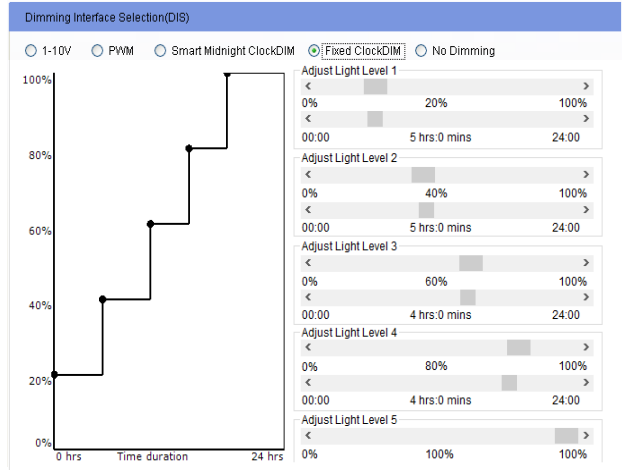 Dimming Interface Selection(DIS)
1-10V PWM Smart Midnight ClockDIM Fixed ClockDIM No Dimming
100%
80%
60%
40%
20%
0%
0 hrs Time duration 24 hrs
Adjust Light Level 1
0% 20% 100%
00:00 5 hrs:0 mins 24:00
Adjust Light Level 2
0% 40% 100%
00:00 5 hrs:0 mins 24:00
Adjust Light Level 3
0% 60% 100%
00:00 4 hrs:0 mins 24:00
Adjust Light Level 4
0% 80% 100%
00:00 4 hrs:0 mins 24:00
Adjust Light Level 5
0% 100% 100%